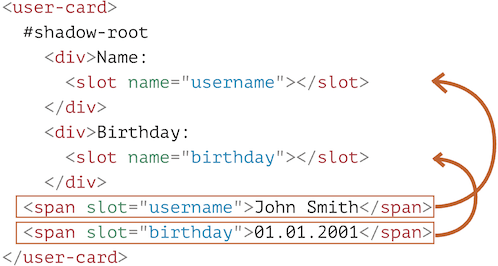 <user-card>
#shadow-root
<div>Name:
<slot name="username"></slot>
</div>
<div>Birthday:
<slot name="birthday"></slot>
</div>
<span slot="username">John Smith</span>
<span slot="birthday">01.01.2001</span>
</user-card>